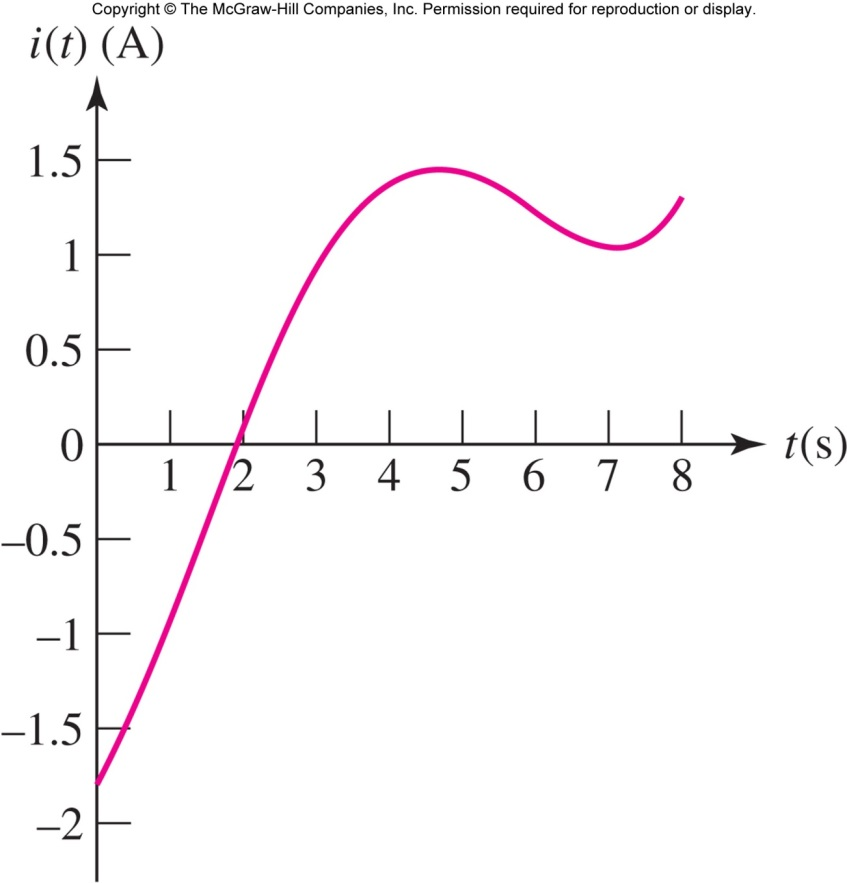 Copyright © The McGraw-Hill Companies, Inc. Permission required for reproduction or display.
i(t) (A)
1.5
1
0.5
0
t(s)
1 2 3 4 5 6 7 8
–0.5
–1
–1.5
–2